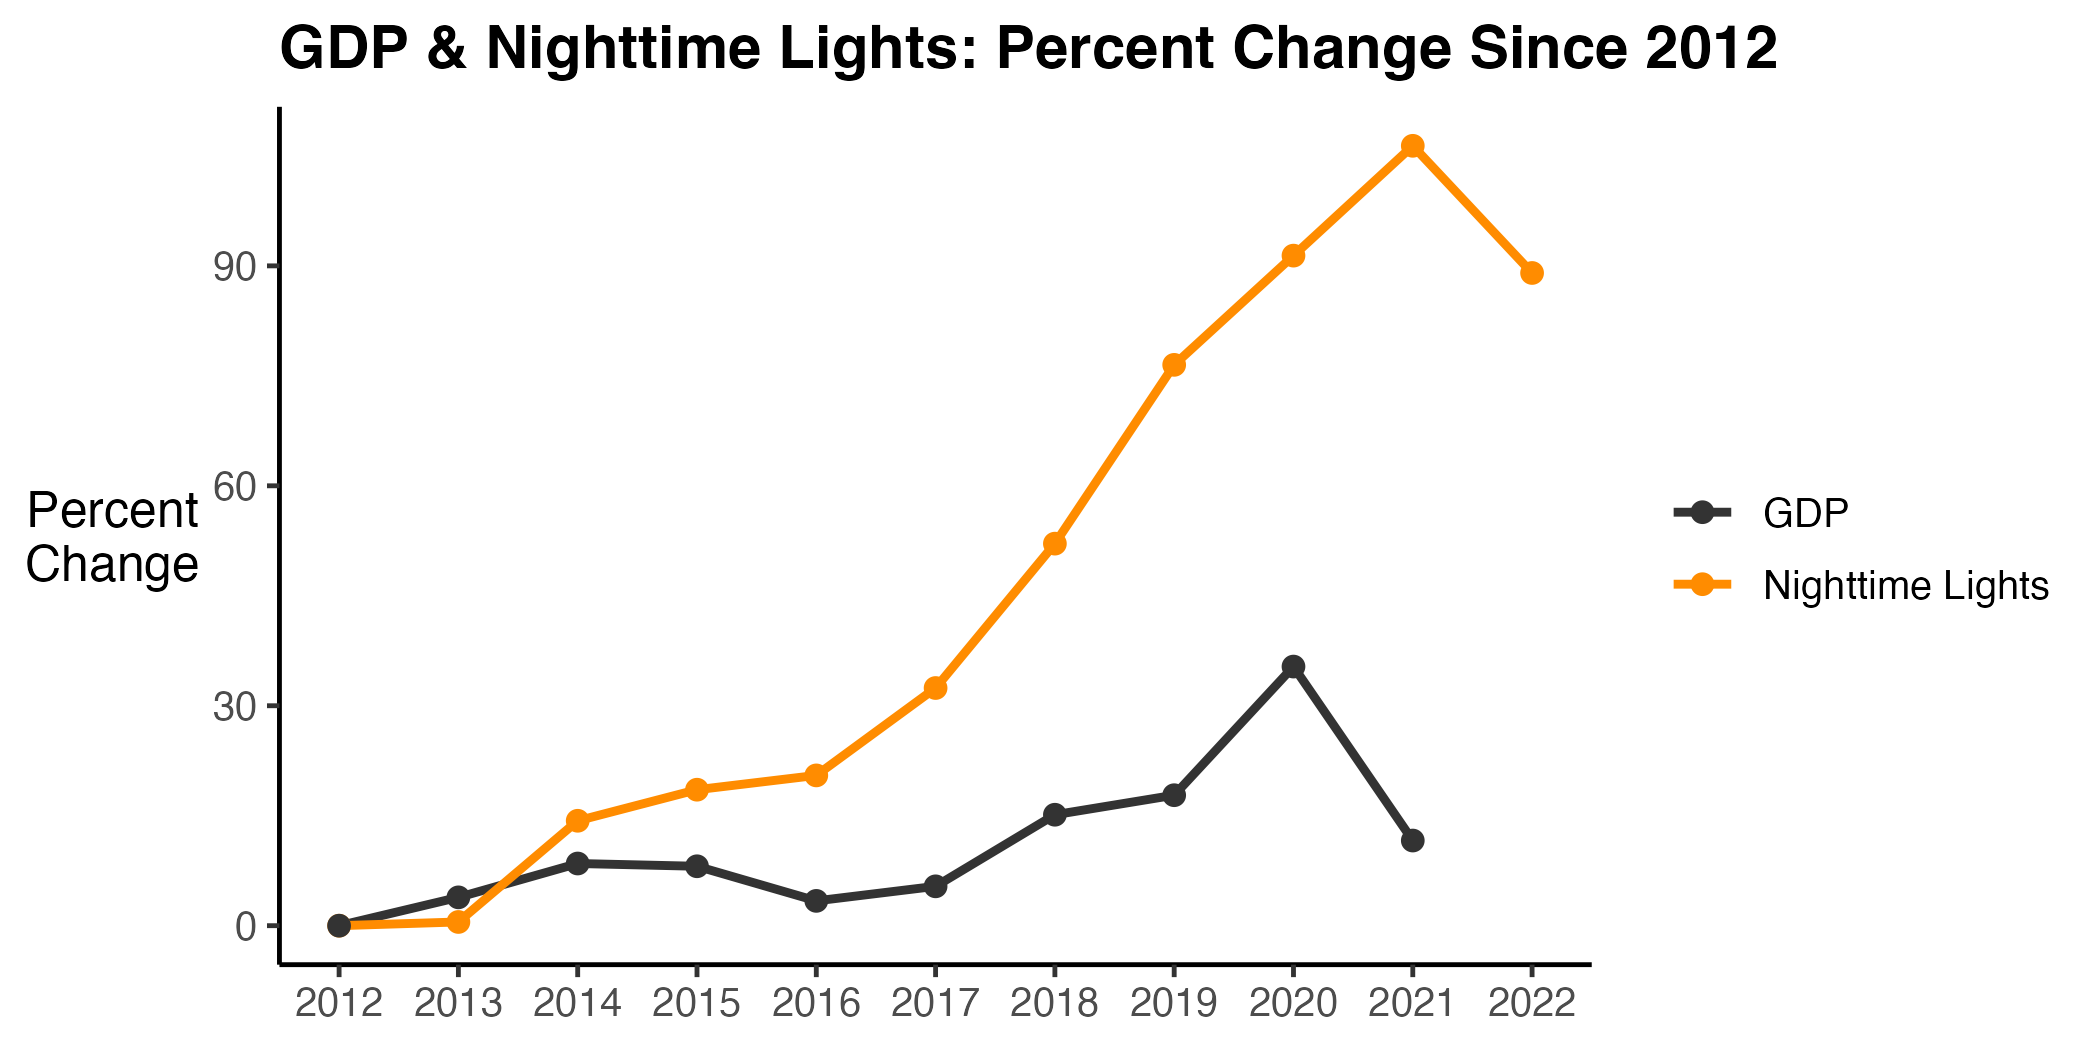 GDP & Nighttime Lights: Percent Change Since 2012
Percent
Change
90
60
30
0
2012 2013 2014 2015 2016 2017 2018 2019 2020 2021 2022
GDP
Nighttime Lights